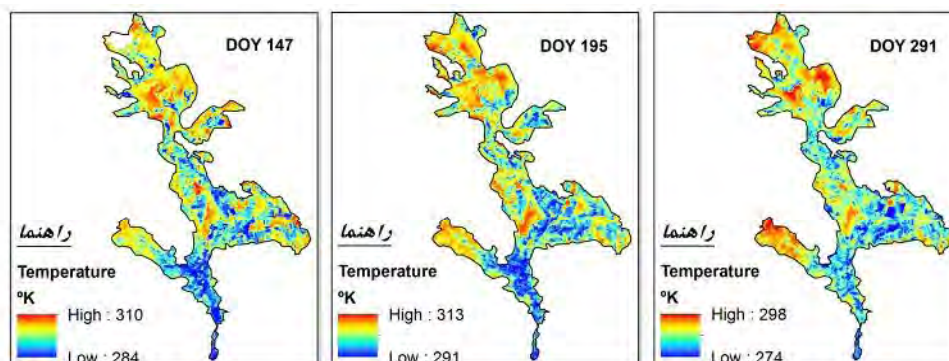 DOY 147
راهنما
Temperature
°K
High : 310
Low : 284
DOY 195
راهنما
Temperature
°K
High : 313
Low : 291
DOY 291
راهنما
Temperature
°K
High : 298
Low : 274